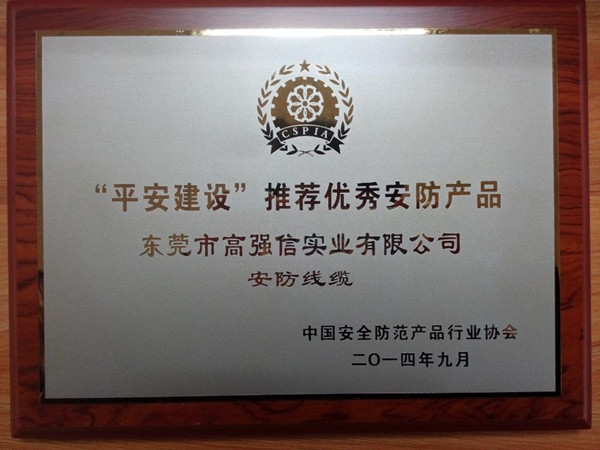 CSPIA
“平安建设”推荐优秀安防产品
东莞市高强信实业有限公司
安防线缆
中国安全防范产品行业协会
二〇一四年九月